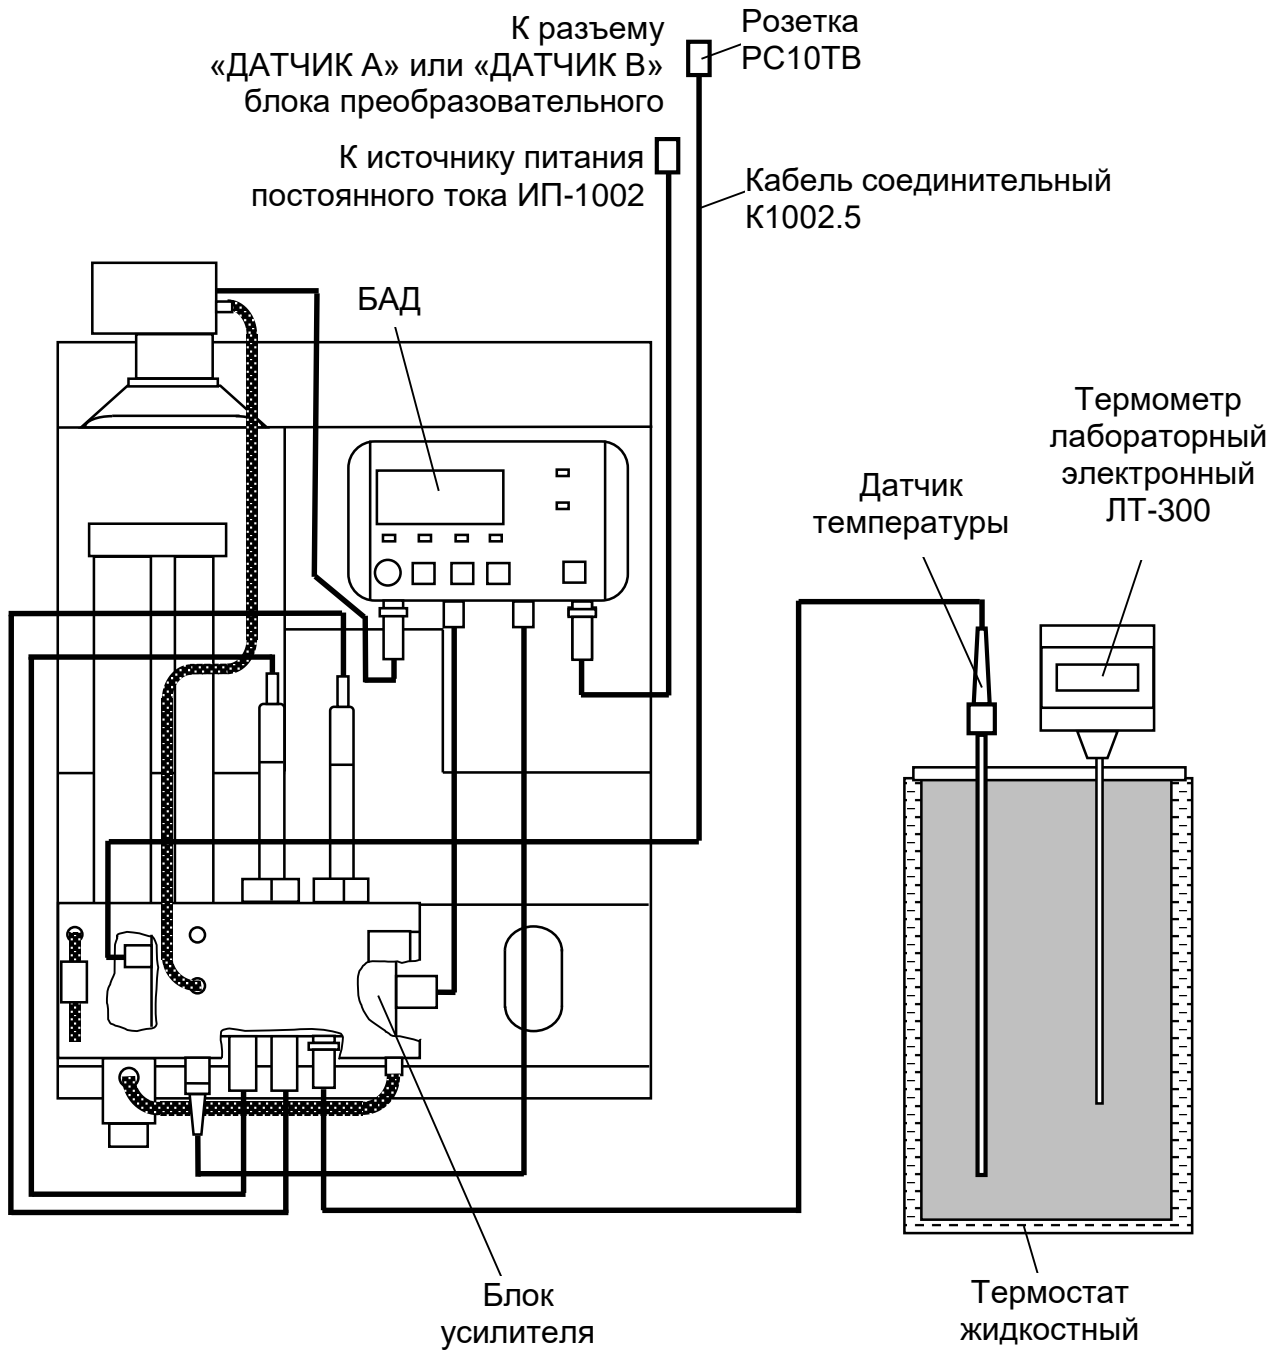 К разъему
«ДАТЧИК А» или «ДАТЧИК В»
блока преобразовательного
Розетка
РС10ТВ
К источнику питания
постоянного тока ИП-1002
Кабель соединительный
К1002.5
БАД
Термометр
лабораторный
электронный
ЛТ-300
Датчик
температуры
Блок
усилителя
Термостат
жидкостный